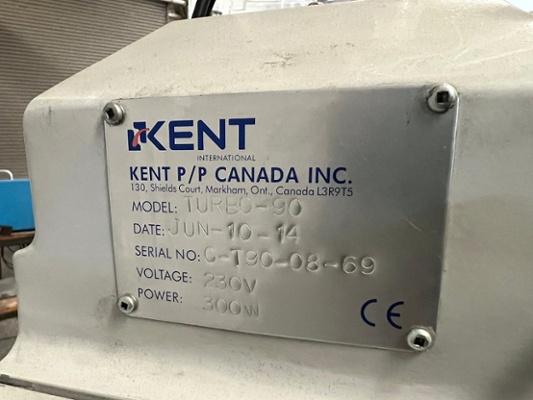 KENT
INTERNATIONAL
KENT P/P CANADA INC.
130, Shields Court, Markham, Ont., Canada L3R9T5
MODEL: TURBO-90
DATE: JUN-10-14
SERIAL NO: C-T90-08-69
VOLTAGE: 230V
POWER: 300W
CE